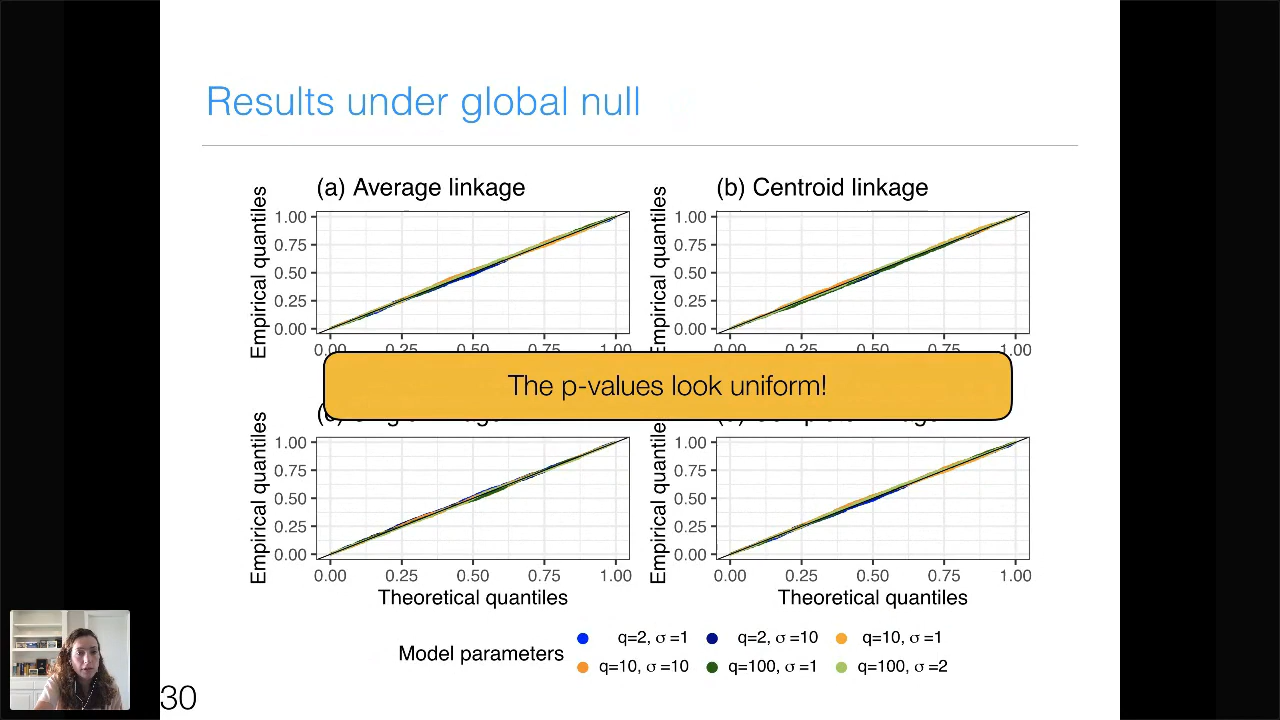 Results under global null
(a) Average linkage
(b) Centroid linkage
Empirical quantiles
1.00
0.75
0.50
0.25
0.00
Empirical quantiles
1.00
0.75
0.50
0.25
0.00
0.00 0.25 0.50 0.75 1.00
0.00 0.25 0.50 0.75 1.00
The p-values look uniform!
Empirical quantiles
1.00
0.75
0.50
0.25
0.00
Empirical quantiles
1.00
0.75
0.50
0.25
0.00
0.00 0.25 0.50 0.75 1.00
0.00 0.25 0.50 0.75 1.00
Theoretical quantiles
Theoretical quantiles
Model parameters
q=2, σ =1 q=2, σ =10 q=10, σ =1
q=10, σ =10 q=100, σ =1 q=100, σ =2
30